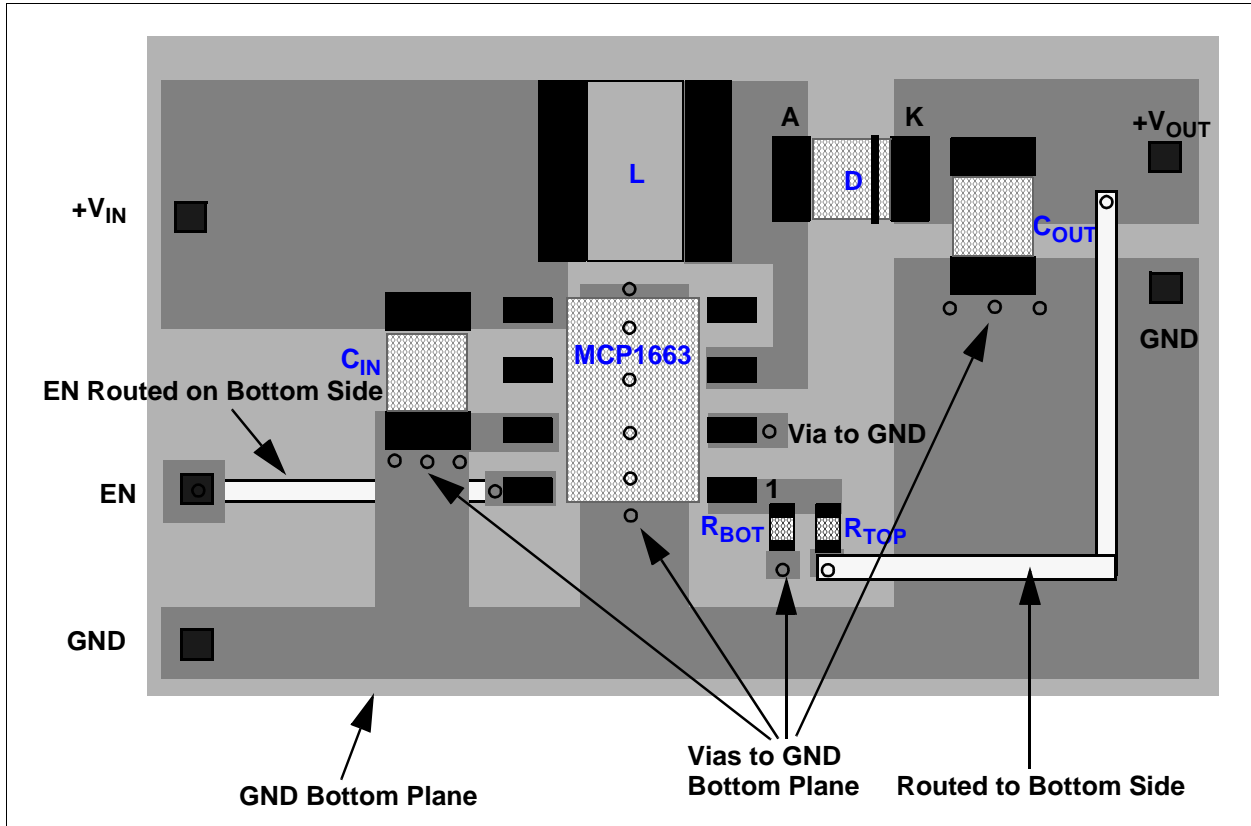 A
K
+VOUT
L
D
+VIN
COUT
MCP1663
CIN
GND
EN Routed on Bottom Side
Via to GND
EN
1
RBOT
RTOP
GND
Vias to GND
Bottom Plane
Routed to Bottom Side
GND Bottom Plane